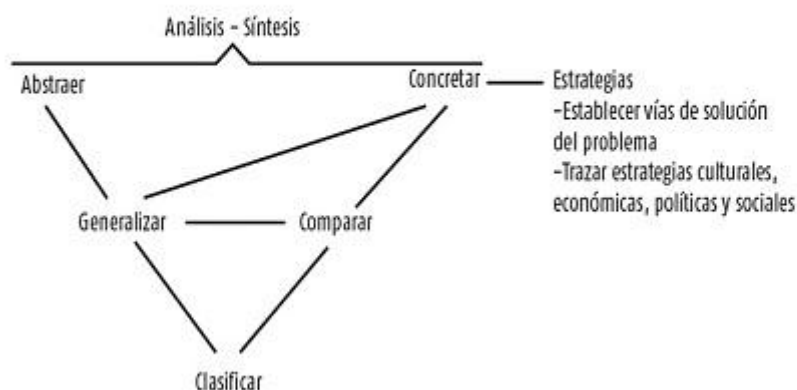 Análisis – Síntesis
Abstraer
Concretar
Estrategias
–Establecer vías de solución
del problema
–Trazar estrategias culturales,
económicas, políticas y sociales
Generalizar
Comparar
Clasificar